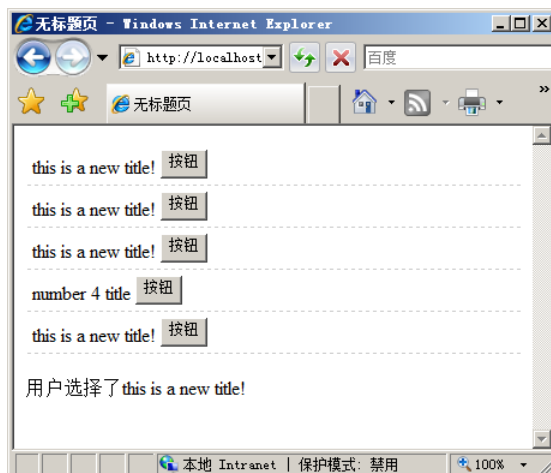 无标题页 - Windows Internet Explorer
http://localhost
百度
无标题页
»
this is a new title! 按钮
this is a new title! 按钮
this is a new title! 按钮
number 4 title 按钮
this is a new title! 按钮
用户选择了this is a new title!
本地 Intranet | 保护模式: 禁用
100%